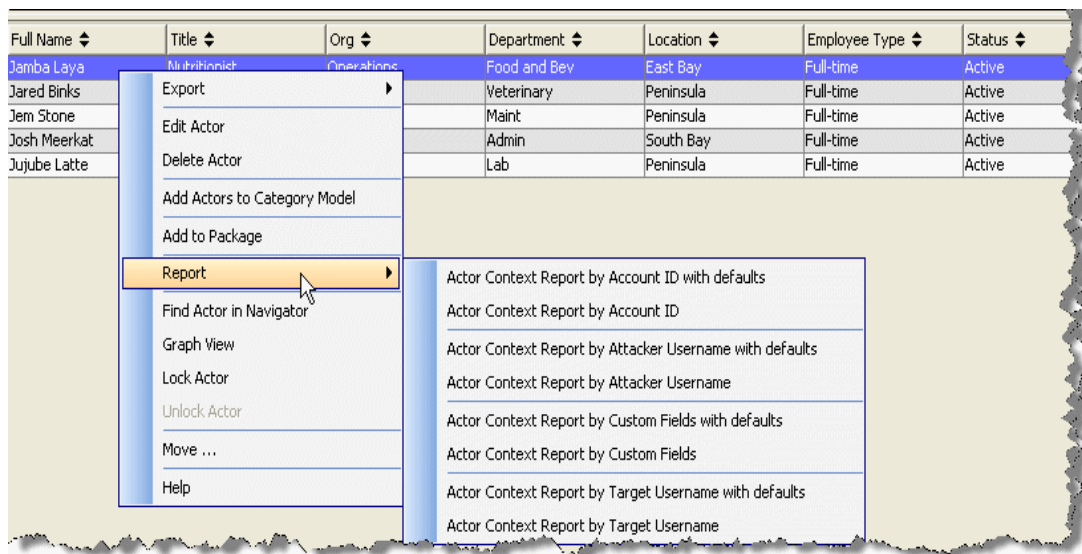 Full Name Title Org Department Location Employee Type Status
Jamba Laya Nutritionist Operations Food and Bev East Bay Full-time Active
Jared Binks Veterinary Peninsula Full-time Active
Jem Stone Maint Peninsula Full-time Active
Josh Meerkat Admin South Bay Full-time Active
Jujube Latte Lab Peninsula Full-time Active
Export
Edit Actor
Delete Actor
Add Actors to Category Model
Add to Package
Report
Find Actor in Navigator
Graph View
Lock Actor
Unlock Actor
Move ...
Help
Actor Context Report by Account ID with defaults
Actor Context Report by Account ID
Actor Context Report by Attacker Username with defaults
Actor Context Report by Attacker Username
Actor Context Report by Custom Fields with defaults
Actor Context Report by Custom Fields
Actor Context Report by Target Username with defaults
Actor Context Report by Target Username